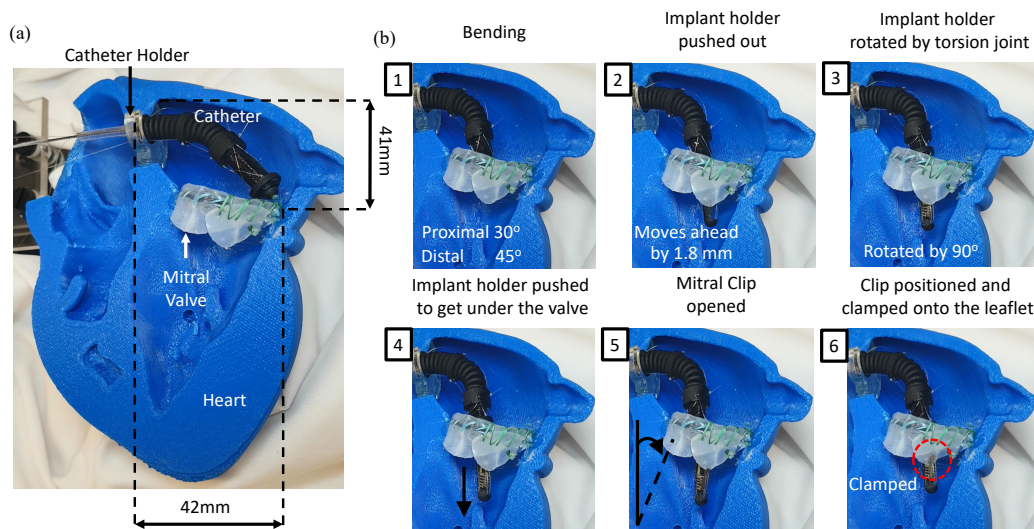 (a)
Catheter Holder
Catheter
41mm
Mitral
Valve
Heart
42mm
(b)
Bending
1
Proximal 30°
Distal 45°
Implant holder
pushed out
2
Moves ahead
by 1.8 mm
Implant holder
rotated by torsion joint
3
Rotated by 90°
Implant holder pushed
to get under the valve
4
Mitral Clip
opened
5
Clip positioned and
clamped onto the leaflet
6
Clamped